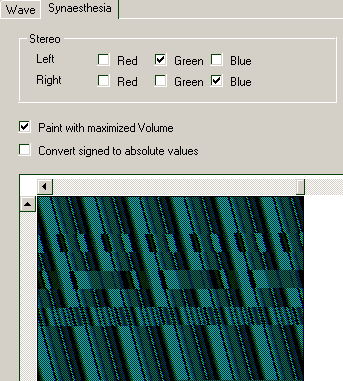 Wave Synaesthesia
Stereo
Left Red Green Blue
Right Red Green Blue
Paint with maximized Volume
Convert signed to absolute values